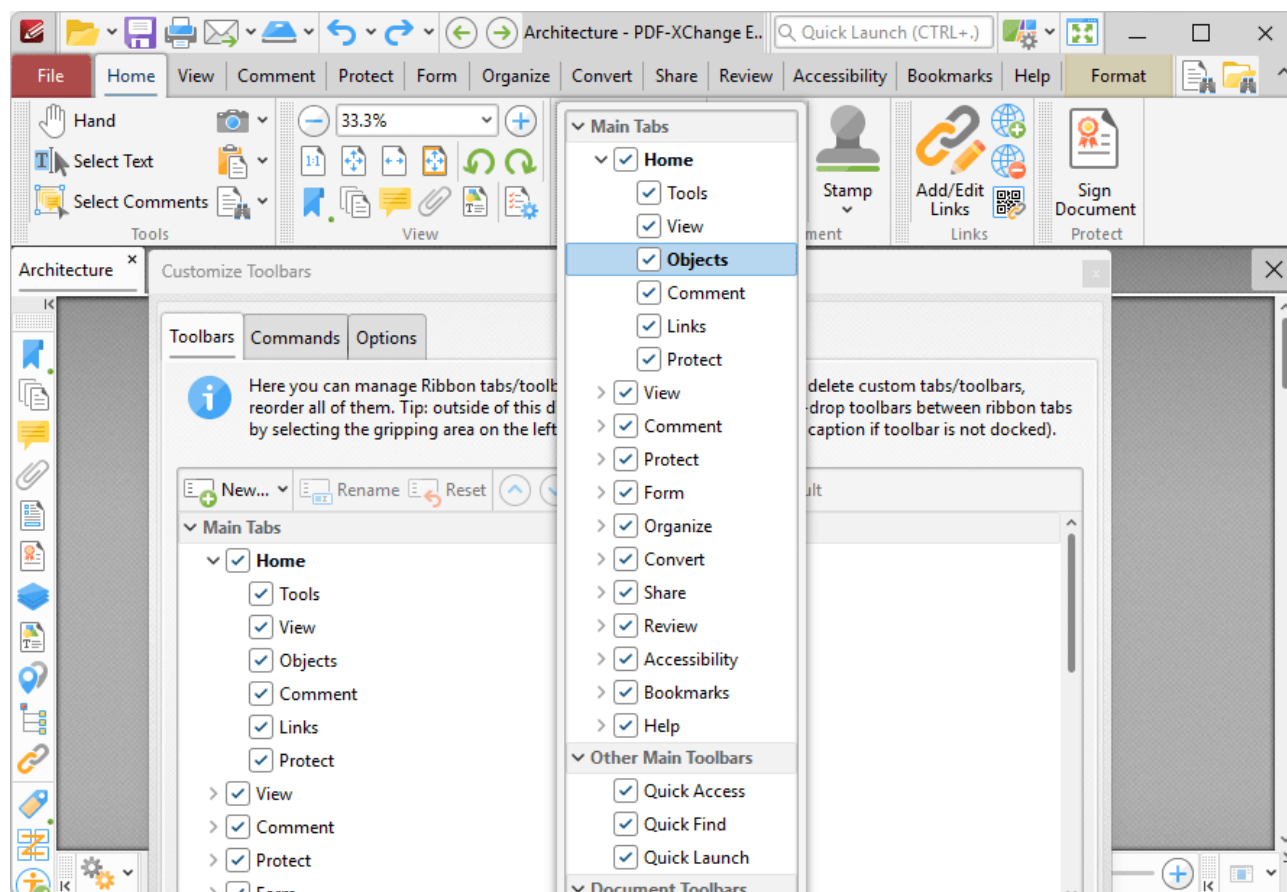 Architecture - PDF-XChange E..
Quick Launch (CTRL+.)
File Home View Comment Protect Form Organize Convert Share Review Accessibility Bookmarks Help Format
Hand
Select Text
Select Comments
Tools
33.3%
1:1
View
Stamp
ment
Add/Edit
Links
Links
Sign
Document
Protect
Architecture
Customize Toolbars
Toolbars Commands Options
Here you can manage Ribbon tabs/toolb
reorder all of them. Tip: outside of this d
by selecting the gripping area on the left
delete custom tabs/toolbars,
-drop toolbars between ribbon tabs
caption if toolbar is not docked).
New... Rename Reset
ult
Main Tabs
Home
Tools
View
Objects
Comment
Links
Protect
View
Comment
Protect
Form
Main Tabs
Home
Tools
View
Objects
Comment
Links
Protect
View
Comment
Protect
Form
Organize
Convert
Share
Review
Accessibility
Bookmarks
Help
Other Main Toolbars
Quick Access
Quick Find
Quick Launch
Document Toolbars